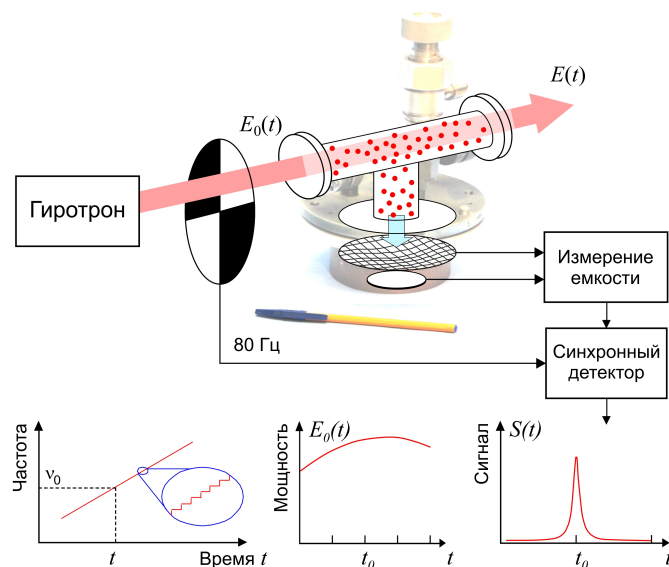 E(t)
E₀(t)
Гиротрон
Измерение
емкости
80 Гц
Синхронный
детектор
Частота
ν₀
t
Время t
Мощность
E₀(t)
t₀
t
Сигнал
S(t)
t₀
t